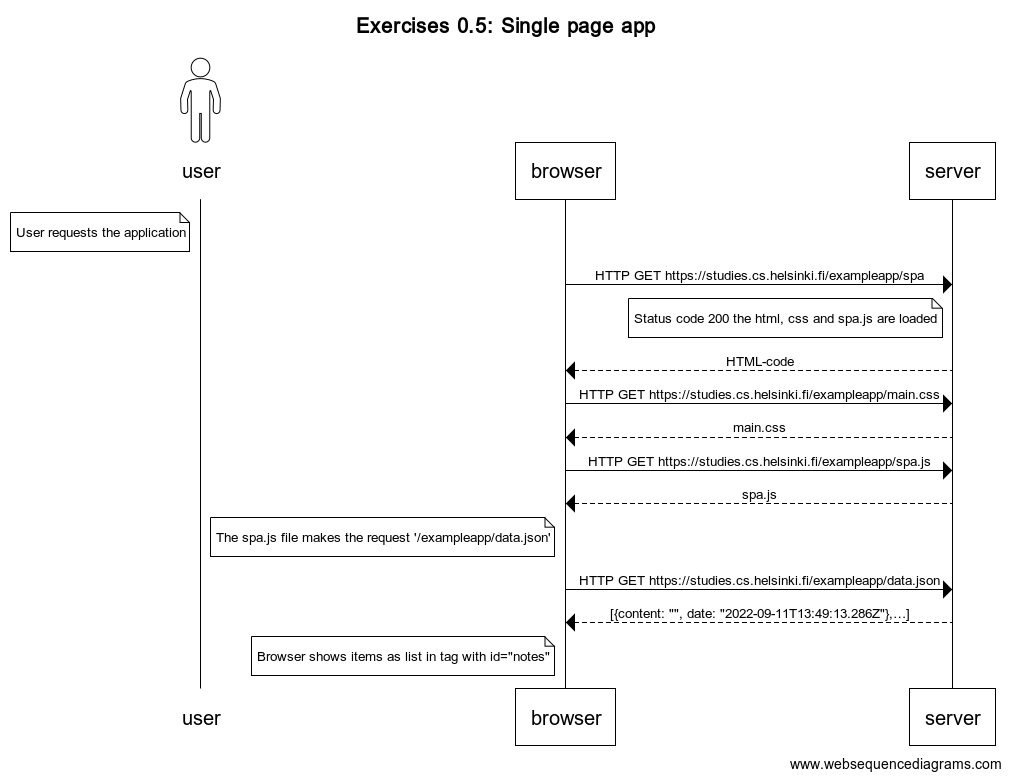 Exercises 0.5: Single page app
user
browser
server
User requests the application
HTTP GET https://studies.cs.helsinki.fi/exampleapp/spa
Status code 200 the html, css and spa.js are loaded
HTML-code
HTTP GET https://studies.cs.helsinki.fi/exampleapp/main.css
main.css
HTTP GET https://studies.cs.helsinki.fi/exampleapp/spa.js
spa.js
The spa.js file makes the request '/exampleapp/data.json'
HTTP GET https://studies.cs.helsinki.fi/exampleapp/data.json
[{content: "", date: "2022-09-11T13:49:13.286Z"},…]
Browser shows items as list in tag with id="notes"
user
browser
server
www.websequencediagrams.com